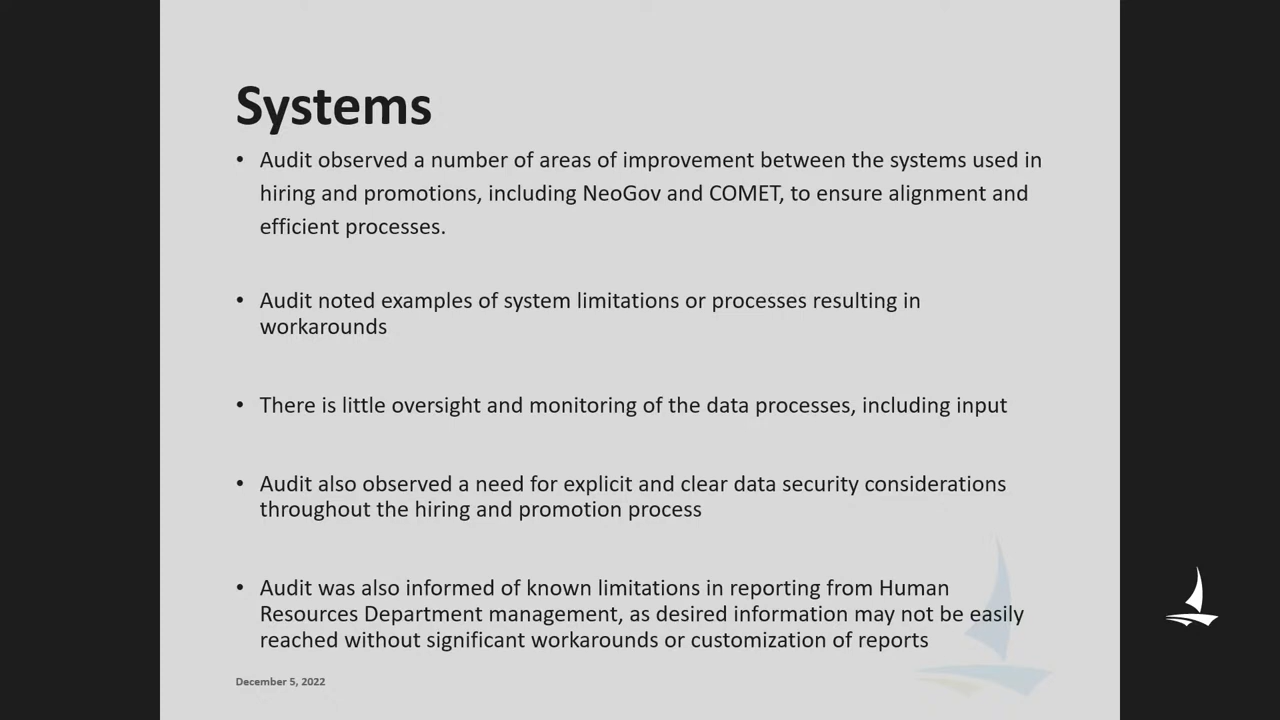 Systems
• Audit observed a number of areas of improvement between the systems used in
hiring and promotions, including NeoGov and COMET, to ensure alignment and
efficient processes.
• Audit noted examples of system limitations or processes resulting in
workarounds
• There is little oversight and monitoring of the data processes, including input
• Audit also observed a need for explicit and clear data security considerations
throughout the hiring and promotion process
• Audit was also informed of known limitations in reporting from Human
Resources Department management, as desired information may not be easily
reached without significant workarounds or customization of reports
December 5, 2022